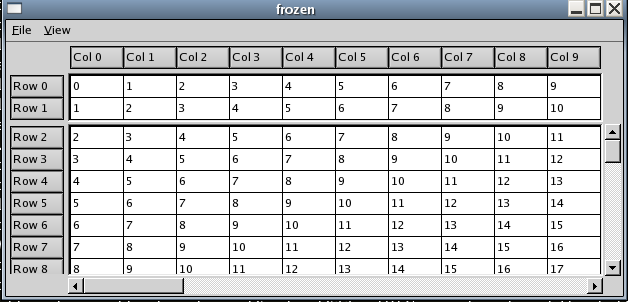 frozen
File View
Col 0 Col 1 Col 2 Col 3 Col 4 Col 5 Col 6 Col 7 Col 8 Col 9
Row 0 0 1 2 3 4 5 6 7 8 9
Row 1 1 2 3 4 5 6 7 8 9 10
Row 2 2 3 4 5 6 7 8 9 10 11
Row 3 3 4 5 6 7 8 9 10 11 12
Row 4 4 5 6 7 8 9 10 11 12 13
Row 5 5 6 7 8 9 10 11 12 13 14
Row 6 6 7 8 9 10 11 12 13 14 15
Row 7 7 8 9 10 11 12 13 14 15 16
Row 8 8 9 10 11 12 13 14 15 16 17